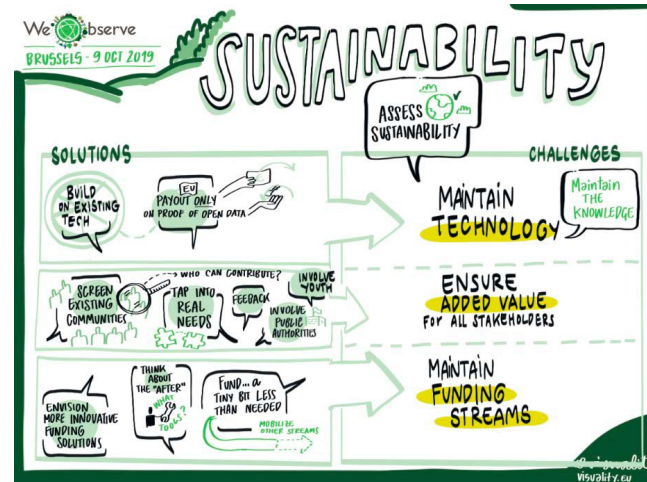 We Observe
BRUSSELS - 9 OCT 2019
SUSTAINABILITY
ASSESS
SUSTAINABILITY
SOLUTIONS
CHALLENGES
BUILD
ON EXISTING
TECH
EU
PAYOUT ONLY
ON PROOF OF OPEN DATA
MAINTAIN
TECHNOLOGY
Maintain
THE
KNOWLEDGE
WHO CAN CONTRIBUTE?
SCREEN
EXISTING
COMMUNITIES
TAP INTO
REAL
NEEDS
FEEDBACK
INVOLVE
YOUTH
INVOLVE
PUBLIC
AUTHORITIES
ENSURE
ADDED VALUE
FOR ALL STAKEHOLDERS
ENVISION
MORE INNOVATIVE
FUNDING
SOLUTIONS
THINK
ABOUT
THE "AFTER"
WHAT
TOOLS?
FUND... a
TINY BIT LESS
THAN NEEDED
MOBILIZE
OTHER STREAMS
MAINTAIN
FUNDING
STREAMS
visuality.eu